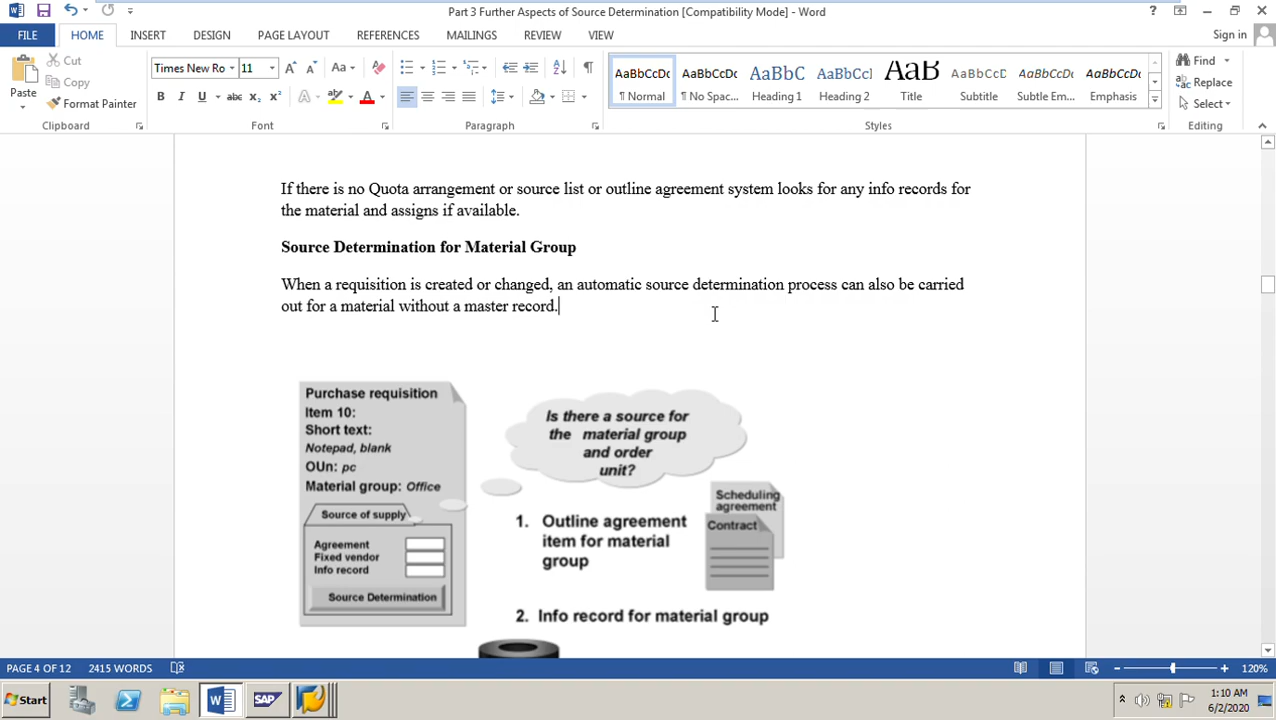 Part 3 Further Aspects of Source Determination [Compatibility Mode] - Word
Sign in
FILE HOME INSERT DESIGN PAGE LAYOUT REFERENCES MAILINGS REVIEW VIEW
Paste
Cut
Copy
Format Painter
Clipboard
Times New Ro 11
Font
Paragraph
AaBbCcDc AaBbCcDc AaBbC AaBbCc AaB AaBbCcD AaBbCcDc AaBbCcDc
¶ Normal ¶ No Spac... Heading 1 Heading 2 Title Subtitle Subtle Em... Emphasis
Styles
Find
Replace
Select
Editing
If there is no Quota arrangement or source list or outline agreement system looks for any info records for
the material and assigns if available.
Source Determination for Material Group
When a requisition is created or changed, an automatic source determination process can also be carried
out for a material without a master record.
Purchase requisition
Item 10:
Short text:
Notepad, blank
OUn: pc
Material group: Office
Source of supply
Agreement
Fixed vendor
Info record
Source Determination
Is there a source for
the material group
and order
unit?
1. Outline agreement
item for material
group
Scheduling
agreement
Contract
2. Info record for material group
PAGE 4 OF 12 2415 WORDS
120%
Start
SAP
1:10 AM
6/2/2020